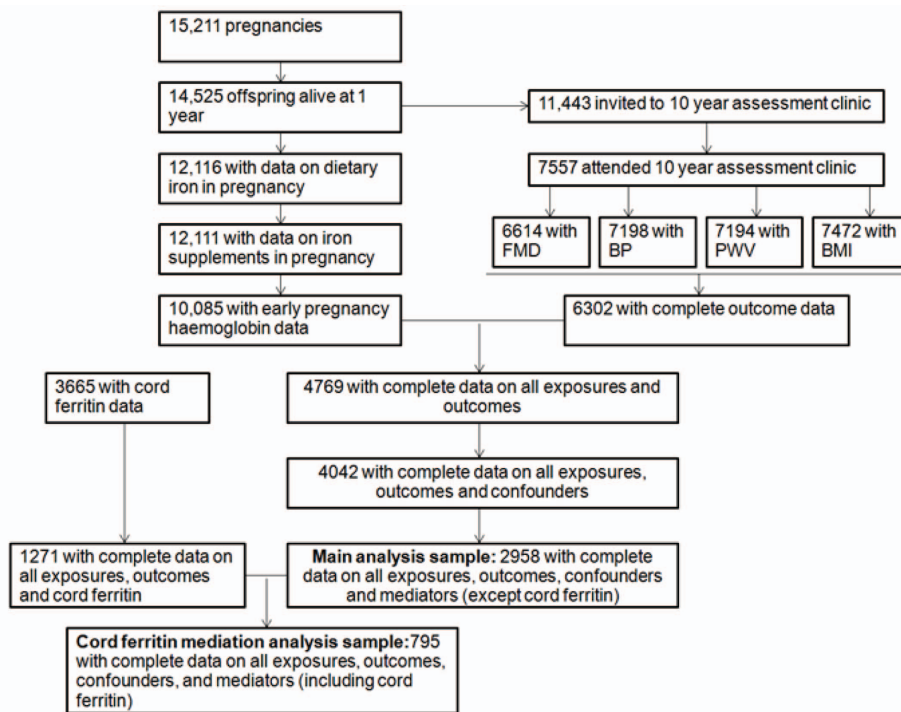 15,211 pregnancies
14,525 offspring alive at 1
year
11,443 invited to 10 year assessment clinic
12,116 with data on dietary
iron in pregnancy
7557 attended 10 year assessment clinic
12,111 with data on iron
supplements in pregnancy
6614 with
FMD
7198 with
BP
7194 with
PWV
7472 with
BMI
10,085 with early pregnancy
haemoglobin data
6302 with complete outcome data
3665 with cord
ferritin data
4769 with complete data on all exposures and
outcomes
4042 with complete data on all exposures,
outcomes and confounders
1271 with complete data on
all exposures, outcomes
and cord ferritin
Main analysis sample: 2958 with complete
data on all exposures, outcomes, confounders
and mediators (except cord ferritin)
Cord ferritin mediation analysis sample:795
with complete data on all exposures, outcomes,
confounders, and mediators (including cord
ferritin)